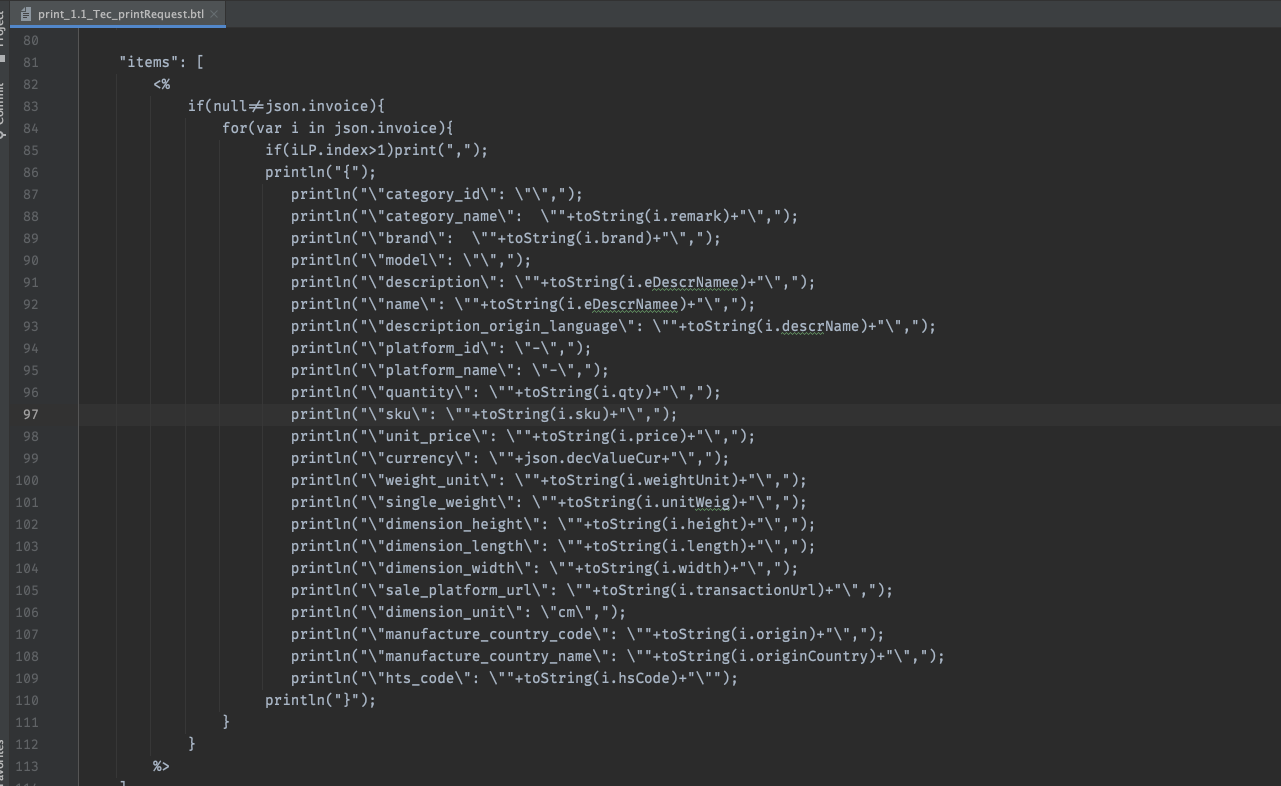 print_1.1_Tec_printRequest.btl
80
81 "items": [
82 <%
83 if(null≠json.invoice){
84 for(var i in json.invoice){
85 if(iLP.index>1)print(",");
86 println("{");
87 println("\"category_id\": \"\",");
88 println("\"category_name\":  \""+toString(i.remark)+"\",");
89 println("\"brand\":  \""+toString(i.brand)+"\",");
90 println("\"model\": \"\",");
91 println("\"description\": \""+toString(i.eDescrNamee)+"\",");
92 println("\"name\": \""+toString(i.eDescrNamee)+"\",");
93 println("\"description_origin_language\": \""+toString(i.descrName)+"\",");
94 println("\"platform_id\": \"-\",");
95 println("\"platform_name\": \"-\",");
96 println("\"quantity\": \""+toString(i.qty)+"\",");
97 println("\"sku\": \""+toString(i.sku)+"\",");
98 println("\"unit_price\": \""+toString(i.price)+"\",");
99 println("\"currency\": \""+json.decValueCur+"\",");
100 println("\"weight_unit\": \""+toString(i.weightUnit)+"\",");
101 println("\"single_weight\": \""+toString(i.unitWeig)+"\",");
102 println("\"dimension_height\": \""+toString(i.height)+"\",");
103 println("\"dimension_length\": \""+toString(i.length)+"\",");
104 println("\"dimension_width\": \""+toString(i.width)+"\",");
105 println("\"sale_platform_url\": \""+toString(i.transactionUrl)+"\",");
106 println("\"dimension_unit\": \"cm\",");
107 println("\"manufacture_country_code\": \""+toString(i.origin)+"\",");
108 println("\"manufacture_country_name\": \""+toString(i.originCountry)+"\",");
109 println("\"hts_code\": \""+toString(i.hsCode)+"\"");
110 println("}");
111 }
112 }
113 %>